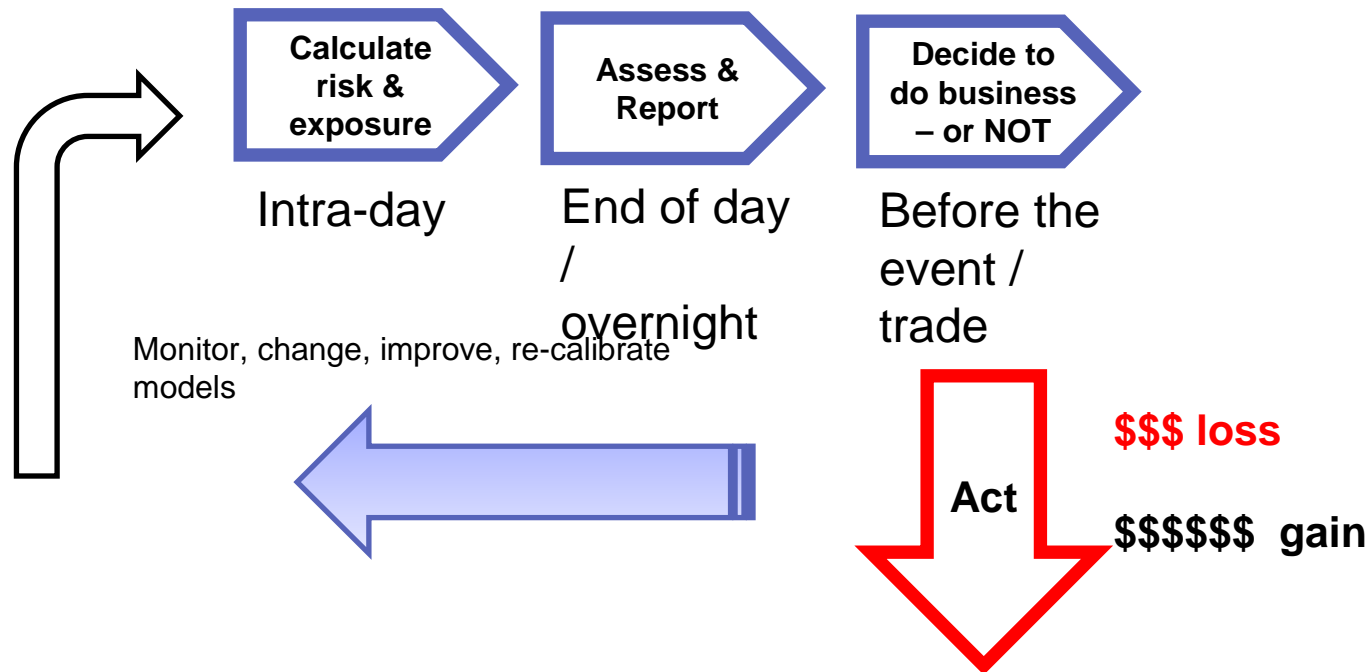 Calculate
risk &
exposure
Assess &
Report
Decide to
do business
– or NOT
Intra-day
End of day
/
overnight
Before the
event /
trade
Monitor, change, improve, re-calibrate
models
Act
$$$ loss
$$$$$$ gain